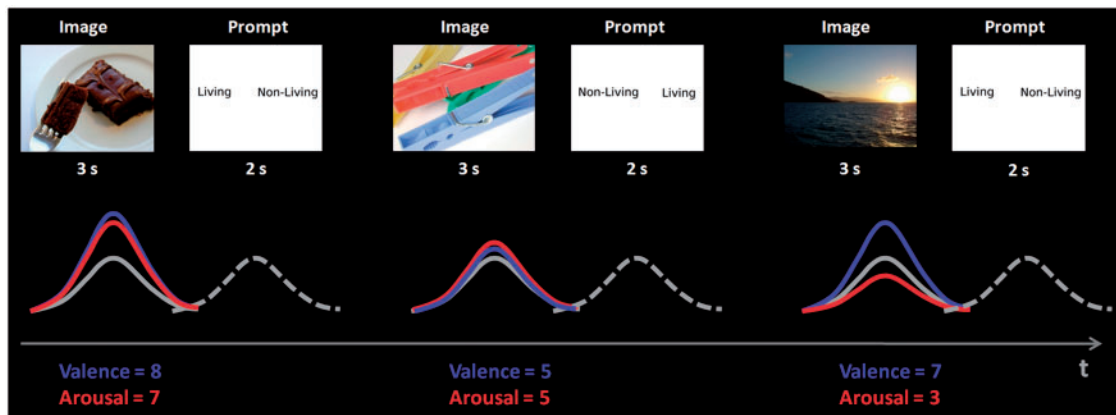 Image Prompt Image Prompt Image Prompt
Living Non-Living Non-Living Living Living Non-Living
3 s 2 s 3 s 2 s 3 s 2 s
Valence = 8 Valence = 5 Valence = 7 t
Arousal = 7 Arousal = 5 Arousal = 3